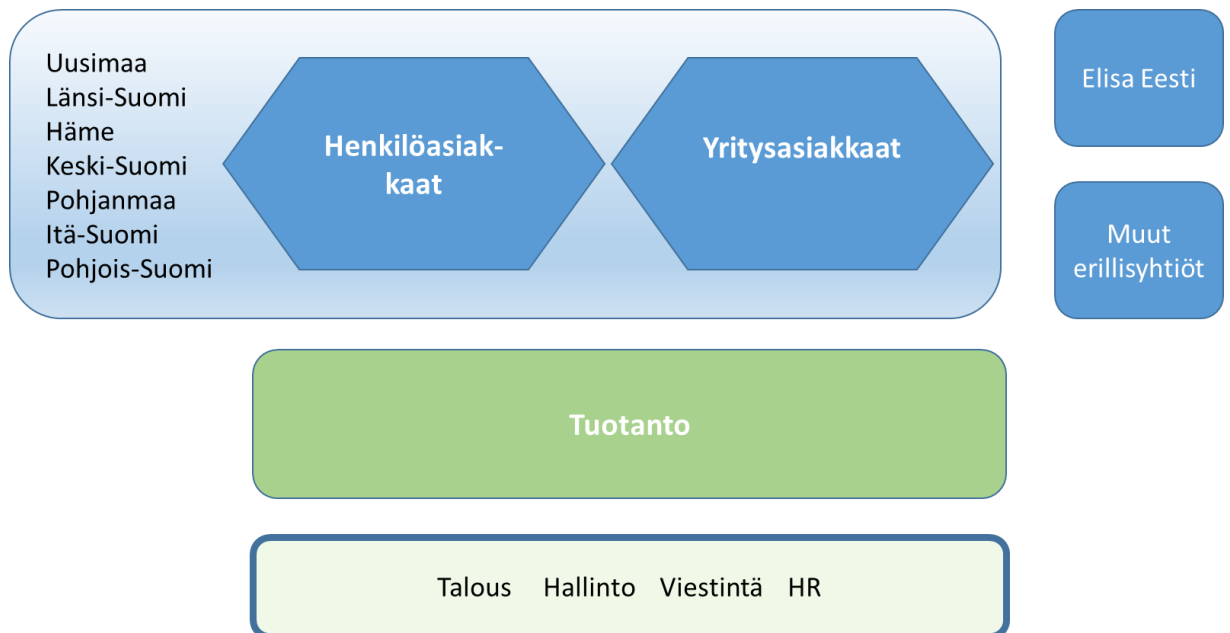 Uusimaa
Länsi-Suomi
Häme
Keski-Suomi
Pohjanmaa
Itä-Suomi
Pohjois-Suomi
Henkilöasiak-
kaat
Yritysasiakkaat
Elisa Eesti
Muut
erillisyhtiöt
Tuotanto
Talous Hallinto Viestintä HR